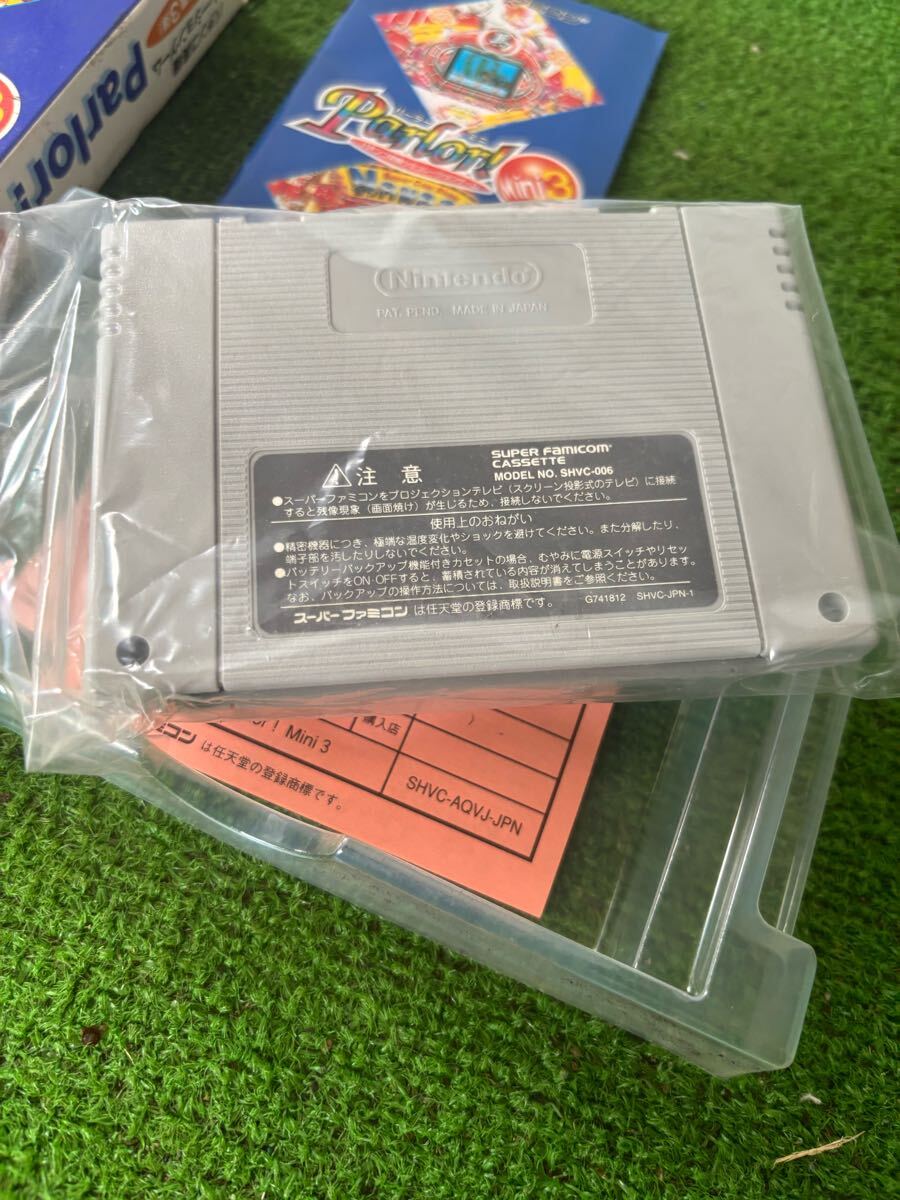 Parlor!
Parlor!
Mini 3
Nintendo
PAT. PEND. MADE IN JAPAN
⚠注意
SUPER FAMICOM
CASSETTE
MODEL NO. SHVC-006
●スーパーファミコンをプロジェクションテレビ(スクリーン投影式のテレビ)に接続
すると残像現象(画面焼け)が生じるため、接続しないでください。
使用上のおねがい
●精密機器につき、極端な温度変化やショックを避けてください。また分解したり、
端子部を汚したりしないでください。
●バッテリーバックアップ機能付きカセットの場合、むやみに電源スイッチやリセッ
トスイッチをON・OFFすると、蓄積されている内容が消えてしまうことがあります。
なお、バックアップの操作方法については、取扱説明書をご参照ください。
スーパーファミコン は任天堂の登録商標です。
G741812 SHVC-JPN-1
購入店
)
! Mini 3
ミコン は任天堂の登録商標です。
SHVC-AQVJ-JPN